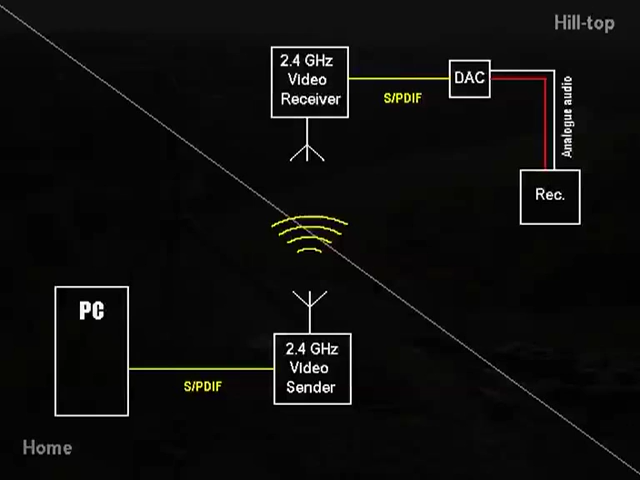 Hill-top
2.4 GHz
Video
Receiver
S/PDIF
DAC
Analogue audio
Rec.
PC
S/PDIF
2.4 GHz
Video
Sender
Home